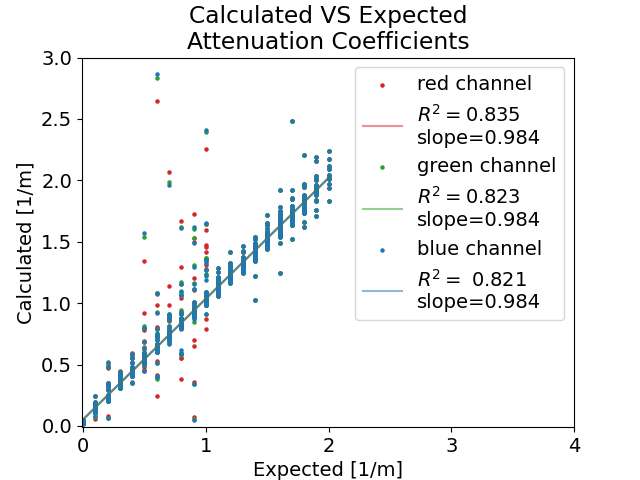 Calculated VS Expected
Attenuation Coefficients
3.0
2.5
2.0
1.5
1.0
0.5
0.0
Calculated [1/m]
red channel
R² = 0.835
slope=0.984
green channel
R² = 0.823
slope=0.984
blue channel
R² = 0.821
slope=0.984
0 1 2 3 4
Expected [1/m]